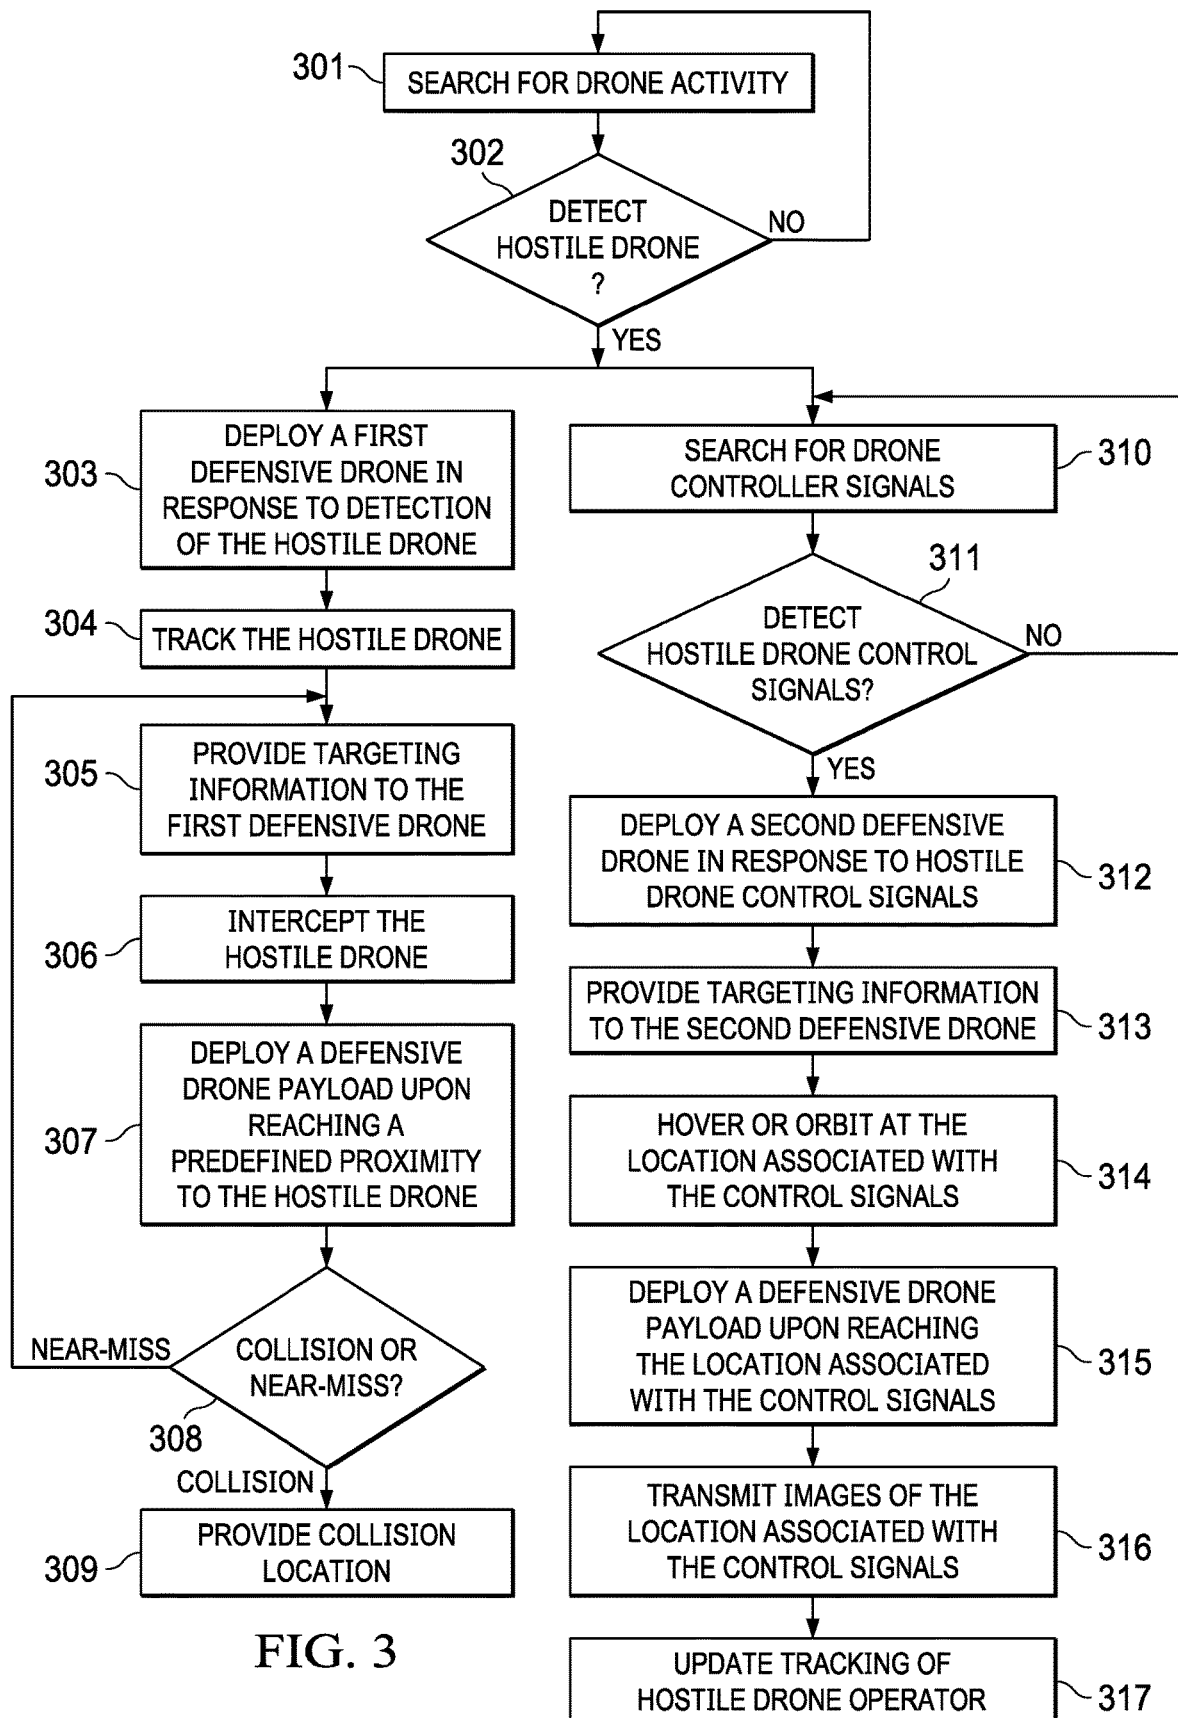 301
SEARCH FOR DRONE ACTIVITY
302
DETECT
HOSTILE DRONE
?
NO
YES
303
DEPLOY A FIRST
DEFENSIVE DRONE IN
RESPONSE TO DETECTION
OF THE HOSTILE DRONE
304
TRACK THE HOSTILE DRONE
305
PROVIDE TARGETING
INFORMATION TO THE
FIRST DEFENSIVE DRONE
306
INTERCEPT THE
HOSTILE DRONE
307
DEPLOY A DEFENSIVE
DRONE PAYLOAD UPON
REACHING A
PREDEFINED PROXIMITY
TO THE HOSTILE DRONE
NEAR-MISS
COLLISION OR
NEAR-MISS?
308
COLLISION
309
PROVIDE COLLISION
LOCATION
SEARCH FOR DRONE
CONTROLLER SIGNALS
310
311
DETECT
HOSTILE DRONE CONTROL
SIGNALS?
NO
YES
DEPLOY A SECOND DEFENSIVE
DRONE IN RESPONSE TO HOSTILE
DRONE CONTROL SIGNALS
312
PROVIDE TARGETING INFORMATION
TO THE SECOND DEFENSIVE DRONE
313
HOVER OR ORBIT AT THE
LOCATION ASSOCIATED WITH
THE CONTROL SIGNALS
314
DEPLOY A DEFENSIVE DRONE
PAYLOAD UPON REACHING
THE LOCATION ASSOCIATED
WITH THE CONTROL SIGNALS
315
TRANSMIT IMAGES OF THE
LOCATION ASSOCIATED WITH
THE CONTROL SIGNALS
316
UPDATE TRACKING OF
HOSTILE DRONE OPERATOR
317
FIG. 3